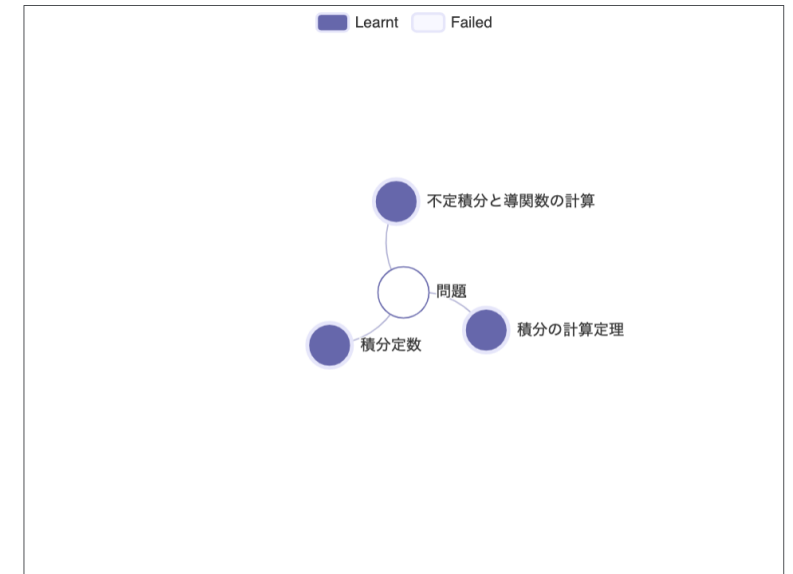 Learnt
Failed
不定積分と導関数の計算
問題
積分の計算定理
積分定数